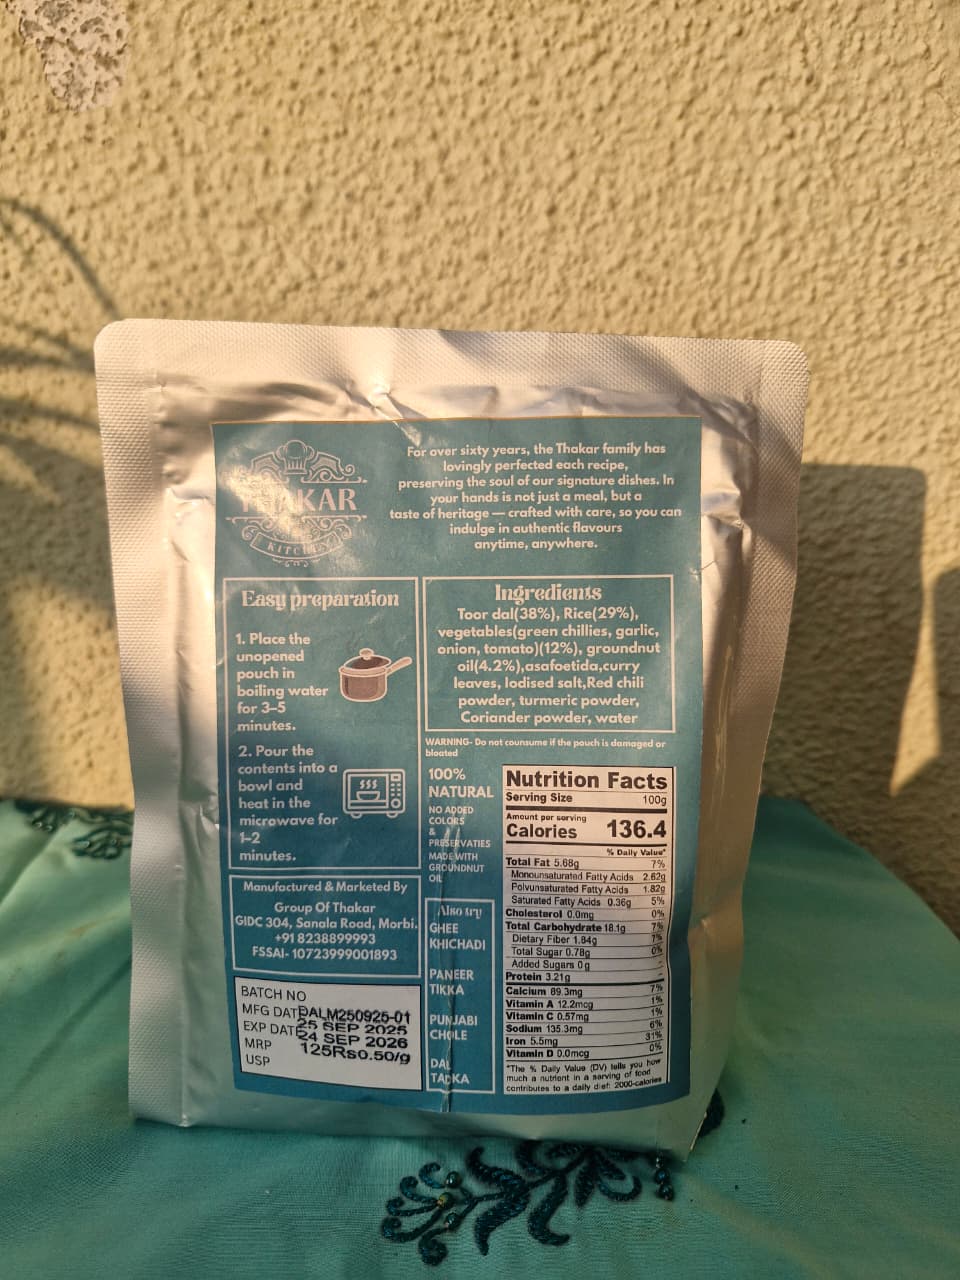 THAKAR
KITCHEN
For over sixty years, the Thakar family has
lovingly perfected each recipe,
preserving the soul of our signature dishes. In
your hands is not just a meal, but a
taste of heritage — crafted with care, so you can
indulge in authentic flavours
anytime, anywhere.
Easy preparation
1. Place the
unopened
pouch in
boiling water
for 3–5
minutes.
2. Pour the
contents into a
bowl and
heat in the
microwave for
1–2
minutes.
Ingredients
Toor dal(38%), Rice(29%),
vegetables(green chillies, garlic,
onion, tomato)(12%), groundnut
oil(4.2%),asafoetida,curry
leaves, Iodised salt,Red chili
powder, turmeric powder,
Coriander powder, water
WARNING- Do not counsume if the pouch is damaged or
bloated
100%
NATURAL
NO ADDED
COLORS
&
PRESERVATIES
MADE WITH
GROUNDNUT
OIL
Also try
GHEE
KHICHADI
PANEER
TIKKA
PUNJABI
CHOLE
DAL
TADKA
Nutrition Facts
Serving Size 100g
Amount per serving
Calories 136.4
% Daily Value*
Total Fat 5.68g 7%
Monounsaturated Fatty Acids 2.62g
Polyunsaturated Fatty Acids 1.82g
Saturated Fatty Acids 0.36g 5%
Cholesterol 0.0mg 0%
Total Carbohydrate 18.1g 7%
Dietary Fiber 1.84g 7%
Total Sugar 0.78g 0%
Added Sugars 0g -
Protein 3.21g -
Calcium 89.3mg 7%
Vitamin A 12.2mcg 1%
Vitamin C 0.57mg 1%
Sodium 135.3mg 6%
Iron 5.5mg 31%
Vitamin D 0.0mcg 0%
*The % Daily Value (DV) tells you how
much a nutrient in a serving of food
contributes to a daily diet: 2000-calories
Manufactured & Marketed By
Group Of Thakar
GIDC 304, Sanala Road, Morbi.
+91 8238899993
FSSAI- 10723999001893
BATCH NO
MFG DATE DALM250925-01
EXP DATE 25 SEP 2025
MRP 24 SEP 2026
USP 125Rs0.50/g